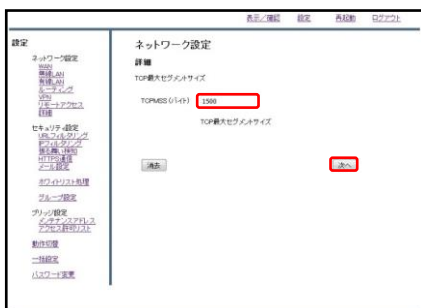 表示／確認 設定 再起動 ログアウト
設定
ネットワーク設定
WAN
無線LAN
有線LAN
ルーティング
VPN
リモートアクセス
詳細
セキュリティ設定
URLフィルタリング
IPフィルタリング
振る舞い検知
HTTPS通信
メール設定
ホワイトリスト処理
グループ設定
ブリッジ設定
メンテナンスアドレス
アクセス許可リスト
動作切替
一括設定
パスワード変更
ネットワーク設定
詳細
TCP最大セグメントサイズ
TCPMSS(バイト) 1500
TCP最大セグメントサイズ
消去 次へ